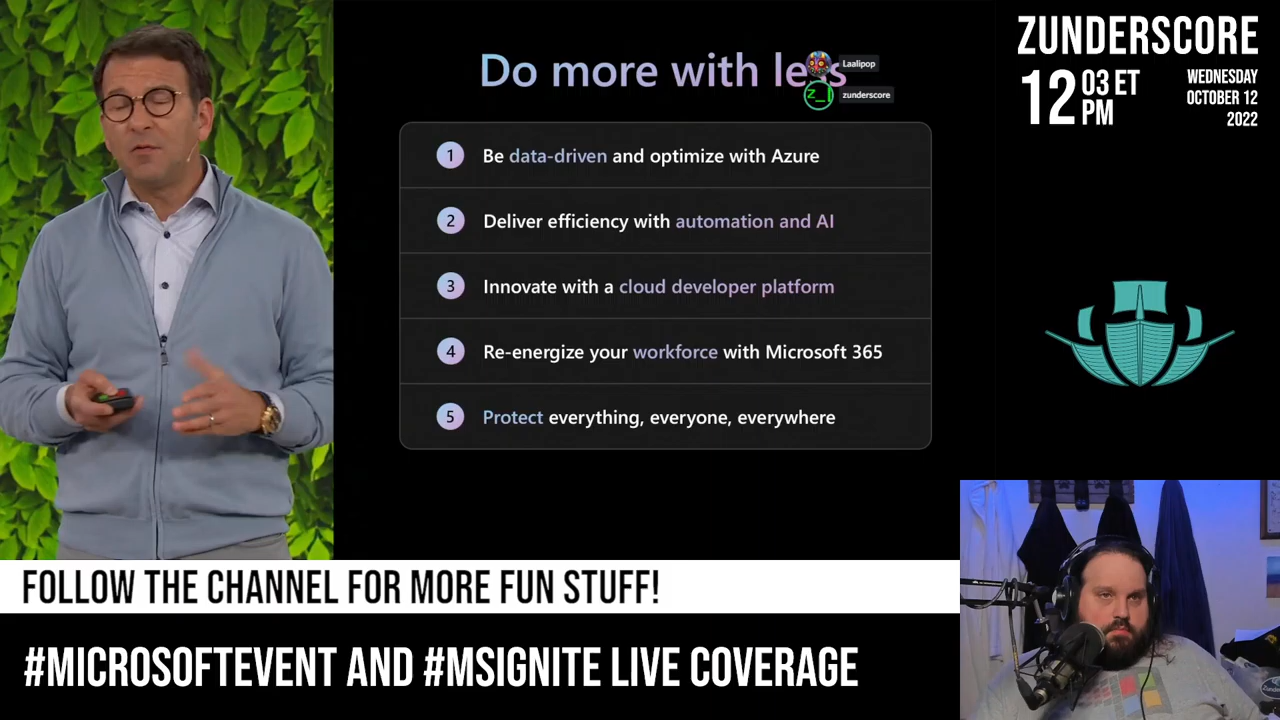 Do more with less
Laalipop
zunderscore
1 Be data-driven and optimize with Azure
2 Deliver efficiency with automation and AI
3 Innovate with a cloud developer platform
4 Re-energize your workforce with Microsoft 365
5 Protect everything, everyone, everywhere
ZUNDERSCORE
12 03 ET
PM
WEDNESDAY
OCTOBER 12
2022
FOLLOW THE CHANNEL FOR MORE FUN STUFF!
#MICROSOFTEVENT AND #MSIGNITE LIVE COVERAGE